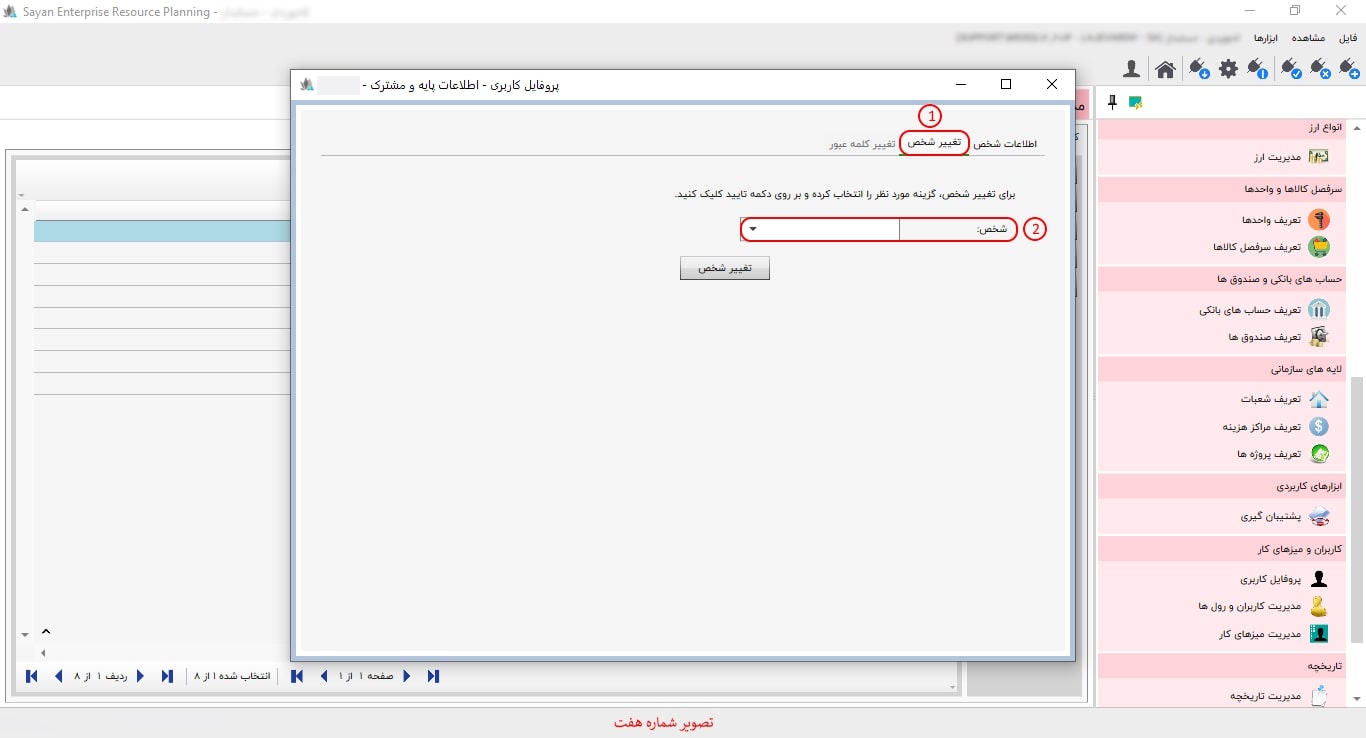 Sayan Enterprise Resource Planning -
فایل مشاهده ابزارها
پروفایل کاربری - اطلاعات پایه و مشترک -
1
اطلاعات شخص تغییر شخص تغییر کلمه عبور
برای تغییر شخص، گزینه مورد نظر را انتخاب کرده و بر روی دکمه تایید کلیک کنید.
شخص:
2
تغییر شخص
انواع ارز
مدیریت ارز
سرفصل کالاها و واحدها
تعریف واحدها
تعریف سرفصل کالاها
حساب های بانکی و صندوق ها
تعریف حساب های بانکی
تعریف صندوق ها
لایه های سازمانی
تعریف شعبات
تعریف مراکز هزینه
تعریف پروژه ها
ابزارهای کاربردی
پشتیبان گیری
کاربران و میزهای کار
پروفایل کاربری
مدیریت کاربران و رول ها
مدیریت میزهای کار
تاریخچه
مدیریت تاریخچه
صفحه ۱ از ۱
انتخاب شده ۱ از ۸
ردیف ۱ از ۸
تصویر شماره هفت